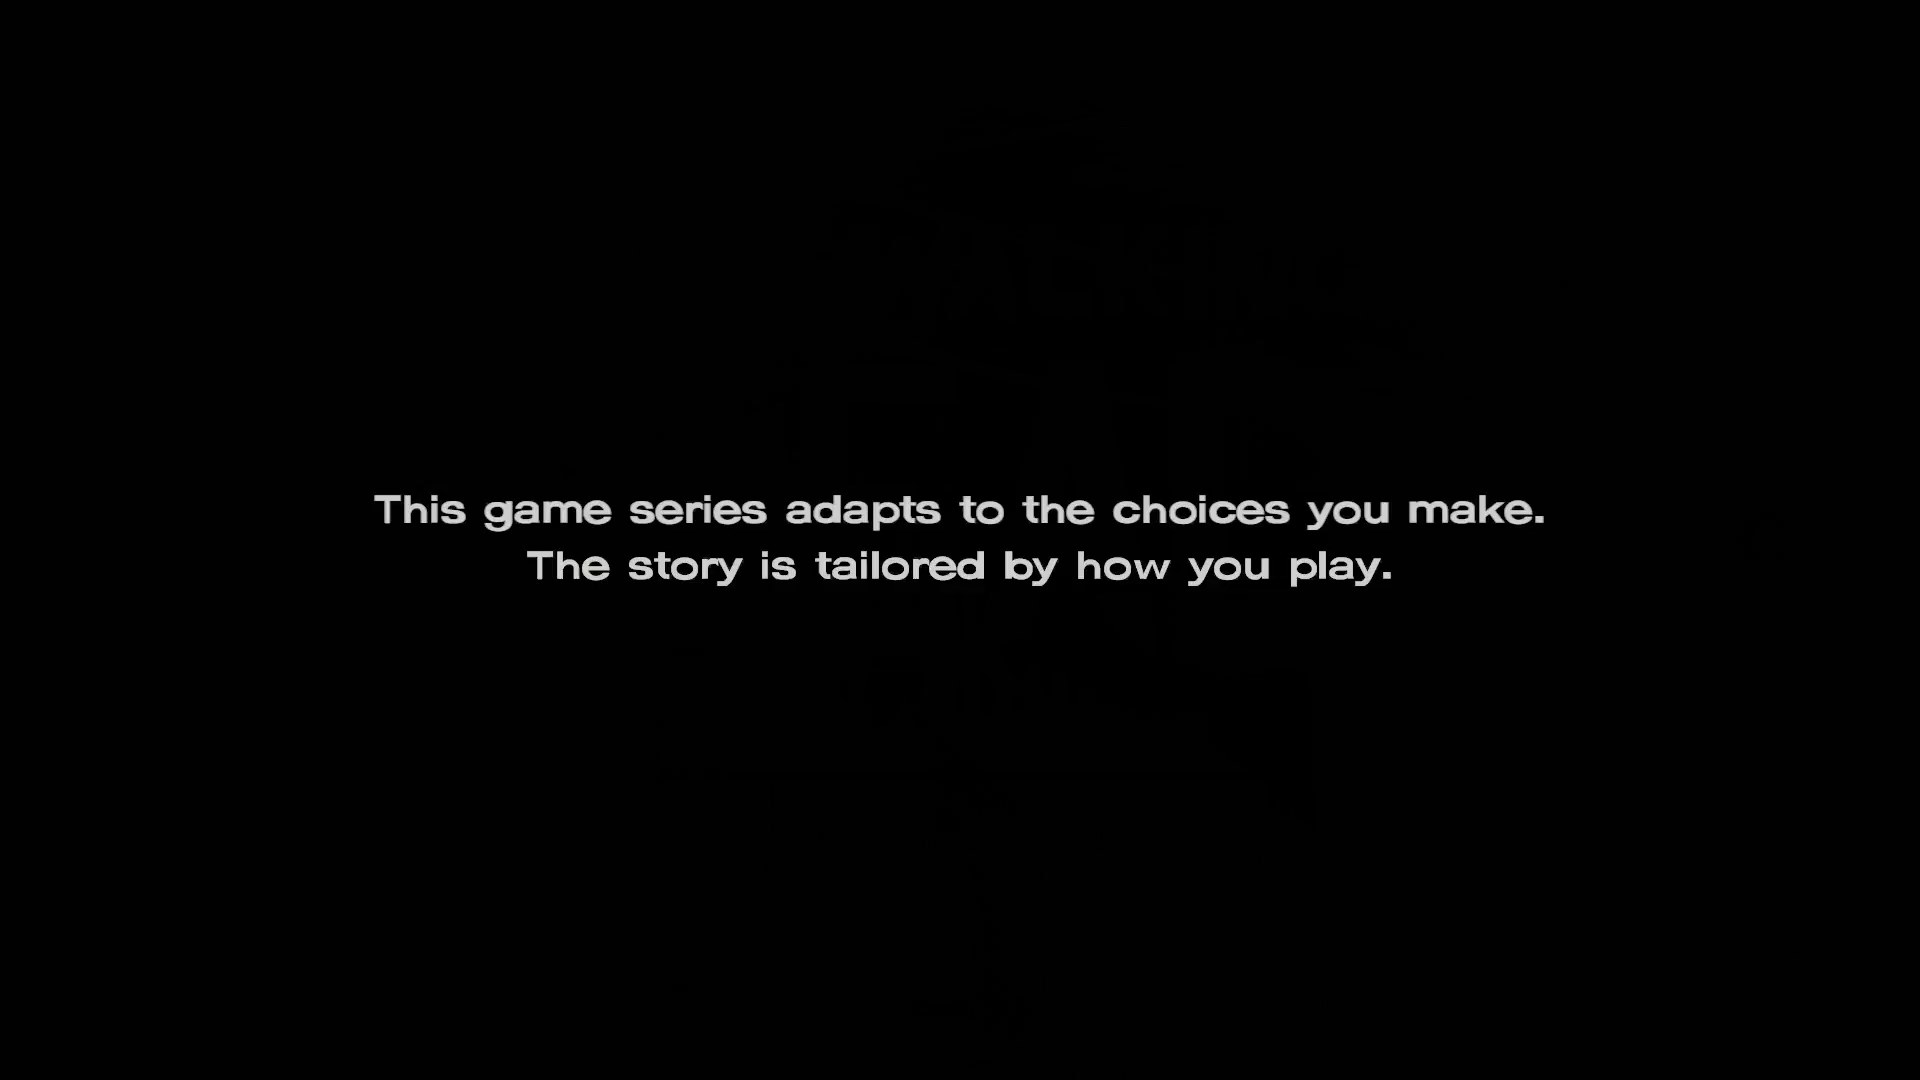 This game series adapts to the choices you make.
The story is tailored by how you play.